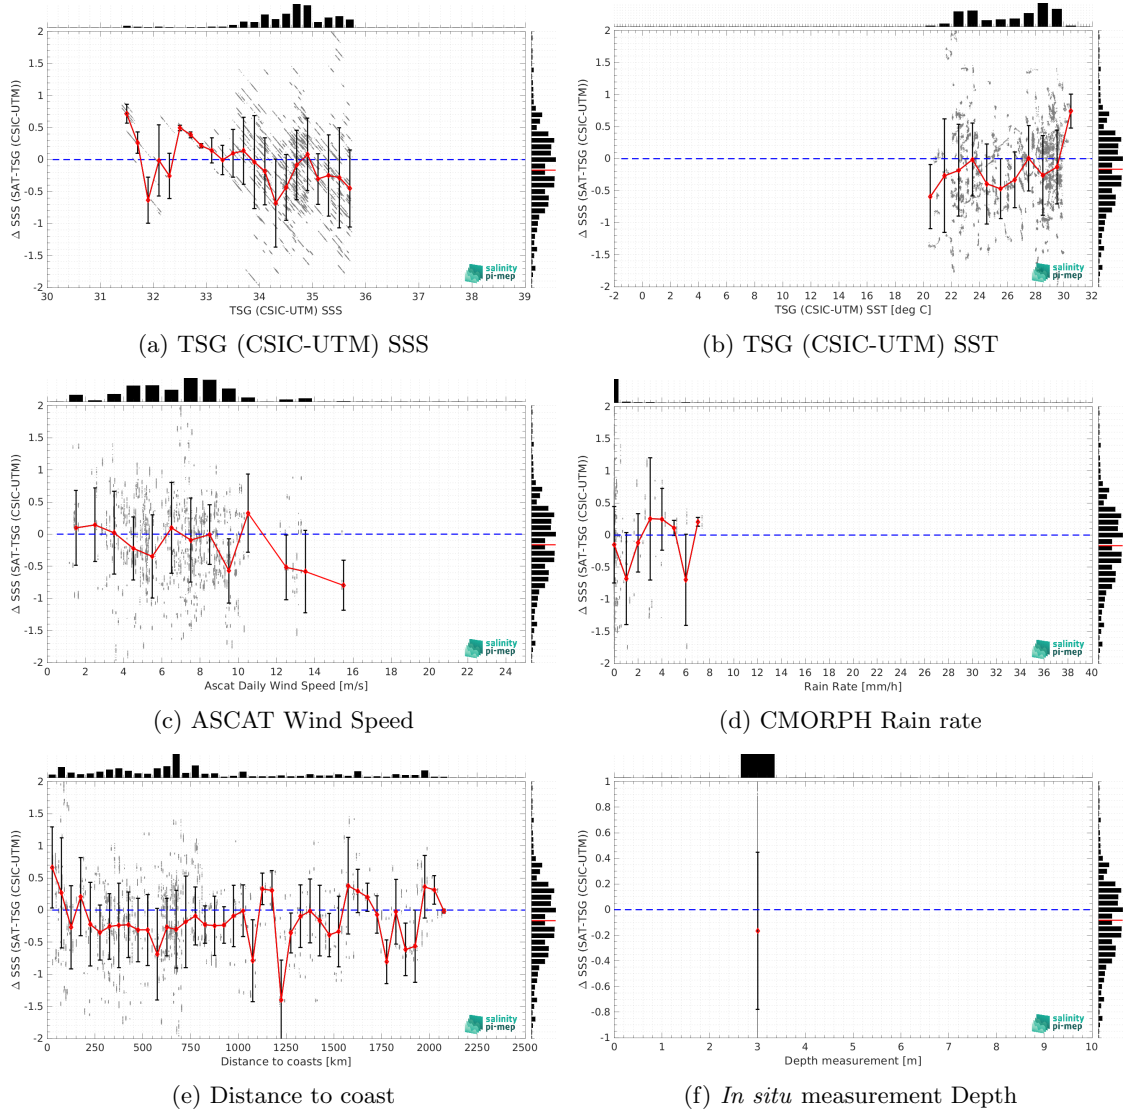 2
1.5
1
0.5
0
-0.5
-1
-1.5
-2
Δ SSS (SAT-TSG (CSIC-UTM))
salinity
pi-mep
30 31 32 33 34 35 36 37 38 39
TSG (CSIC-UTM) SSS
(a) TSG (CSIC-UTM) SSS
2
1.5
1
0.5
0
-0.5
-1
-1.5
-2
Δ SSS (SAT-TSG (CSIC-UTM))
salinity
pi-mep
-2 0 2 4 6 8 10 12 14 16 18 20 22 24 26 28 30 32
TSG (CSIC-UTM) SST [deg C]
(b) TSG (CSIC-UTM) SST
2
1.5
1
0.5
0
-0.5
-1
-1.5
-2
Δ SSS (SAT-TSG (CSIC-UTM))
salinity
pi-mep
0 2 4 6 8 10 12 14 16 18 20 22 24
Ascat Daily Wind Speed [m/s]
(c) ASCAT Wind Speed
2
1.5
1
0.5
0
-0.5
-1
-1.5
-2
Δ SSS (SAT-TSG (CSIC-UTM))
salinity
pi-mep
0 2 4 6 8 10 12 14 16 18 20 22 24 26 28 30 32 34 36 38 40
Rain Rate [mm/h]
(d) CMORPH Rain rate
2
1.5
1
0.5
0
-0.5
-1
-1.5
-2
Δ SSS (SAT-TSG (CSIC-UTM))
salinity
pi-mep
0 250 500 750 1000 1250 1500 1750 2000 2250 2500
Distance to coasts [km]
(e) Distance to coast
1
0.8
0.6
0.4
0.2
0
-0.2
-0.4
-0.6
-0.8
-1
Δ SSS (SAT-TSG (CSIC-UTM))
salinity
pi-mep
0 1 2 3 4 5 6 7 8 9 10
Depth measurement [m]
(f) In situ measurement Depth